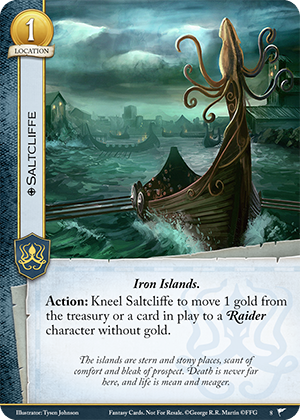 1
LOCATION
SALTCLIFFE
Iron Islands.
Action: Kneel Saltcliffe to move 1 gold from
the treasury or a card in play to a Raider
character without gold.
The islands are stern and stony places, scant of
comfort and bleak of prospect. Death is never far
here, and life is mean and meager.
Illustrator: Tysen Johnson Fantasy Cards. Not For Resale. ©George R.R. Martin ©FFG 8